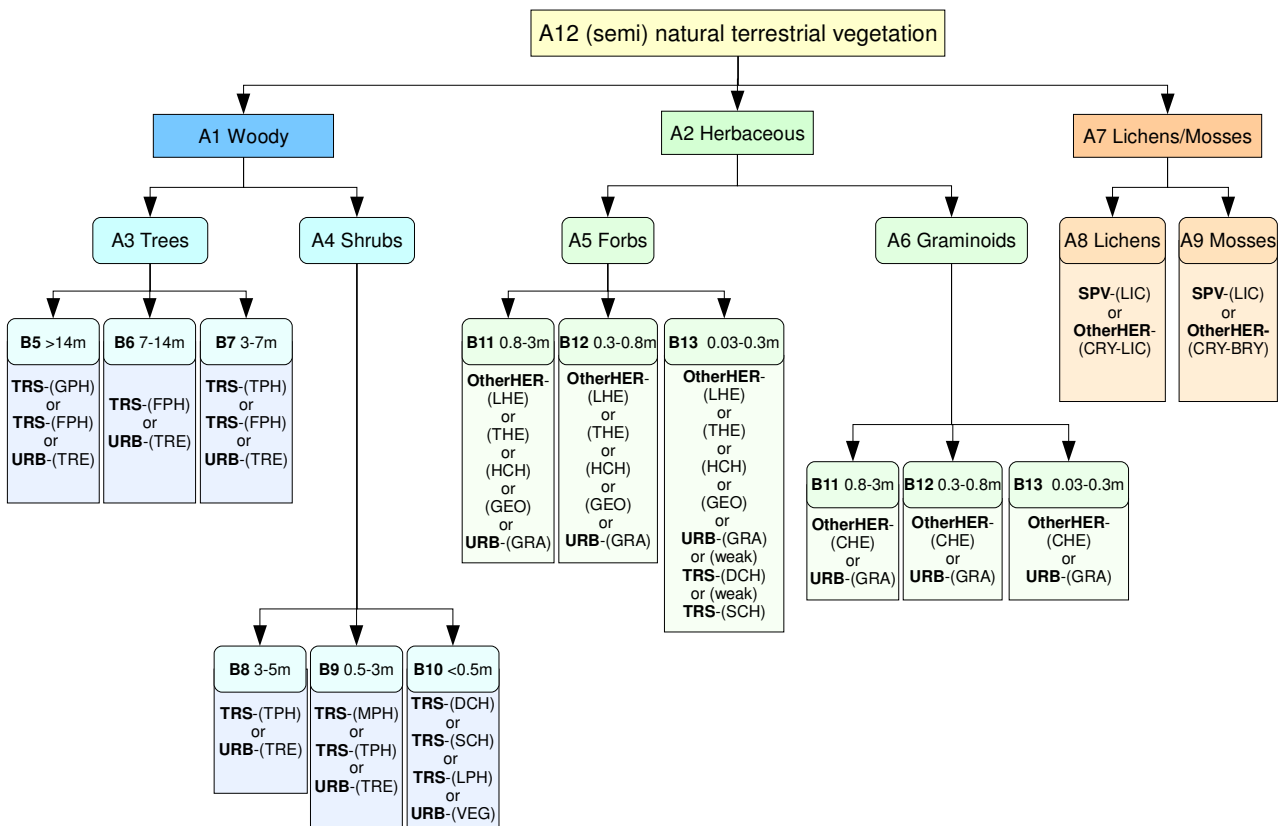 A12 (semi) natural terrestrial vegetation
A1 Woody
A2 Herbaceous
A7 Lichens/Mosses
A3 Trees
A4 Shrubs
A5 Forbs
A6 Graminoids
A8 Lichens
A9 Mosses
SPV-(LIC)
or
OtherHER-
(CRY-LIC)
SPV-(LIC)
or
OtherHER-
(CRY-BRY)
B5 >14m
TRS-(GPH)
or
TRS-(FPH)
or
URB-(TRE)
B6 7-14m
TRS-(FPH)
or
URB-(TRE)
B7 3-7m
TRS-(TPH)
or
TRS-(FPH)
or
URB-(TRE)
B11 0.8-3m
OtherHER-
(LHE)
or
(THE)
or
(HCH)
or
(GEO)
or
URB-(GRA)
B12 0.3-0.8m
OtherHER-
(LHE)
or
(THE)
or
(HCH)
or
(GEO)
or
URB-(GRA)
B13 0.03-0.3m
OtherHER-
(LHE)
or
(THE)
or
(HCH)
or
(GEO)
or
URB-(GRA)
or (weak)
TRS-(DCH)
or (weak)
TRS-(SCH)
B11 0.8-3m
OtherHER-
(CHE)
or
URB-(GRA)
B12 0.3-0.8m
OtherHER-
(CHE)
or
URB-(GRA)
B13 0.03-0.3m
OtherHER-
(CHE)
or
URB-(GRA)
B8 3-5m
TRS-(TPH)
or
URB-(TRE)
B9 0.5-3m
TRS-(MPH)
or
TRS-(TPH)
or
URB-(TRE)
B10 <0.5m
TRS-(DCH)
or
TRS-(SCH)
or
TRS-(LPH)
or
URB-(VEG)